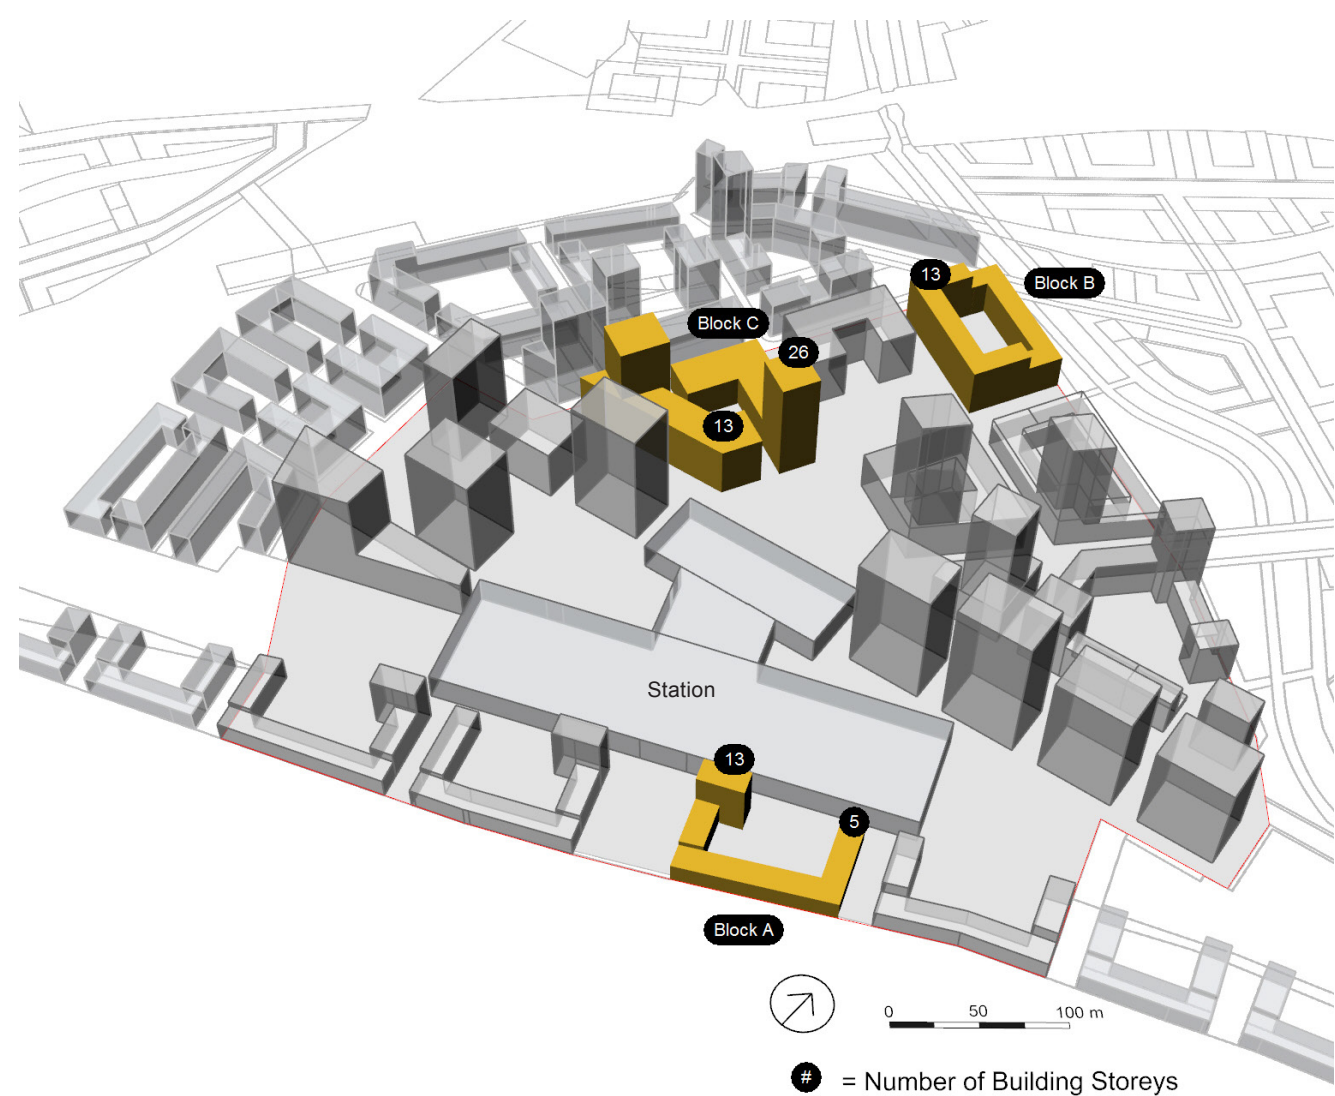 13
Block B
Block C
26
13
Station
13
5
Block A
0 50 100 m
# = Number of Building Storeys